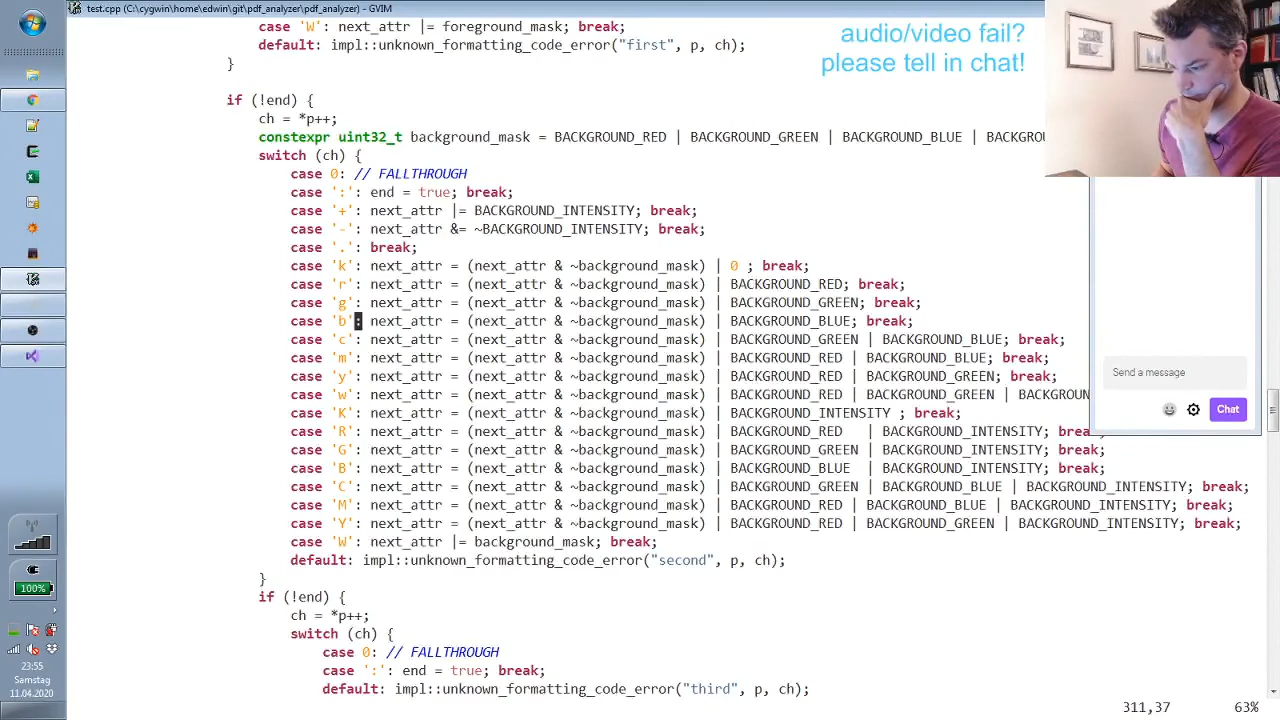 test.cpp (C:\cygwin\home\edwin\git\pdf_analyzer\pdf_analyzer) - GVIM
audio/video fail?
please tell in chat!
case 'W': next_attr |= foreground_mask; break;
default: impl::unknown_formatting_code_error("first", p, ch);
}
if (!end) {
ch = *p++;
constexpr uint32_t background_mask = BACKGROUND_RED | BACKGROUND_GREEN | BACKGROUND_BLUE | BACKGROU
switch (ch) {
case 0: // FALLTHROUGH
case ':': end = true; break;
case '+': next_attr |= BACKGROUND_INTENSITY; break;
case '-': next_attr &= ~BACKGROUND_INTENSITY; break;
case '.': break;
case 'k': next_attr = (next_attr & ~background_mask) | 0 ; break;
case 'r': next_attr = (next_attr & ~background_mask) | BACKGROUND_RED; break;
case 'g': next_attr = (next_attr & ~background_mask) | BACKGROUND_GREEN; break;
case 'b': next_attr = (next_attr & ~background_mask) | BACKGROUND_BLUE; break;
case 'c': next_attr = (next_attr & ~background_mask) | BACKGROUND_GREEN | BACKGROUND_BLUE; break;
case 'm': next_attr = (next_attr & ~background_mask) | BACKGROUND_RED | BACKGROUND_BLUE; break;
case 'y': next_attr = (next_attr & ~background_mask) | BACKGROUND_RED | BACKGROUND_GREEN; break;
case 'w': next_attr = (next_attr & ~background_mask) | BACKGROUND_RED | BACKGROUND_GREEN | BACKGROUN
case 'K': next_attr = (next_attr & ~background_mask) | BACKGROUND_INTENSITY ; break;
case 'R': next_attr = (next_attr & ~background_mask) | BACKGROUND_RED | BACKGROUND_INTENSITY; break;
case 'G': next_attr = (next_attr & ~background_mask) | BACKGROUND_GREEN | BACKGROUND_INTENSITY; break;
case 'B': next_attr = (next_attr & ~background_mask) | BACKGROUND_BLUE | BACKGROUND_INTENSITY; break;
case 'C': next_attr = (next_attr & ~background_mask) | BACKGROUND_GREEN | BACKGROUND_BLUE | BACKGROUND_INTENSITY; break;
case 'M': next_attr = (next_attr & ~background_mask) | BACKGROUND_RED | BACKGROUND_BLUE | BACKGROUND_INTENSITY; break;
case 'Y': next_attr = (next_attr & ~background_mask) | BACKGROUND_RED | BACKGROUND_GREEN | BACKGROUND_INTENSITY; break;
case 'W': next_attr |= background_mask; break;
default: impl::unknown_formatting_code_error("second", p, ch);
}
if (!end) {
ch = *p++;
switch (ch) {
case 0: // FALLTHROUGH
case ':': end = true; break;
default: impl::unknown_formatting_code_error("third", p, ch);
311,37 63%
Send a message
Chat
100%
23:55
Samstag
11.04.2020